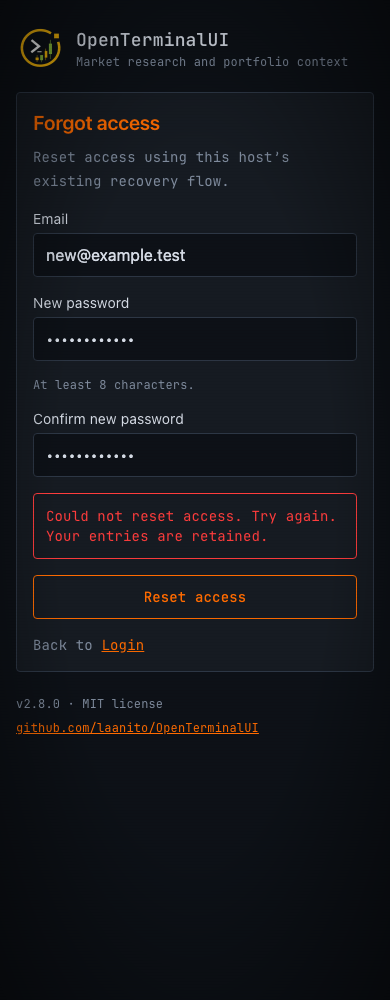 OpenTerminalUI
Market research and portfolio context
Forgot access
Reset access using this host's
existing recovery flow.
Email
new@example.test
New password
••••••••••••
At least 8 characters.
Confirm new password
••••••••••••
Could not reset access. Try again.
Your entries are retained.
Reset access
Back to Login
v2.8.0 · MIT license
github.com/laanito/OpenTerminalUI